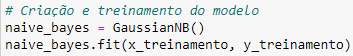 # Criação e treinamento do modelo
naive_bayes = GaussianNB()
naive_bayes.fit(x_treinamento, y_treinamento)